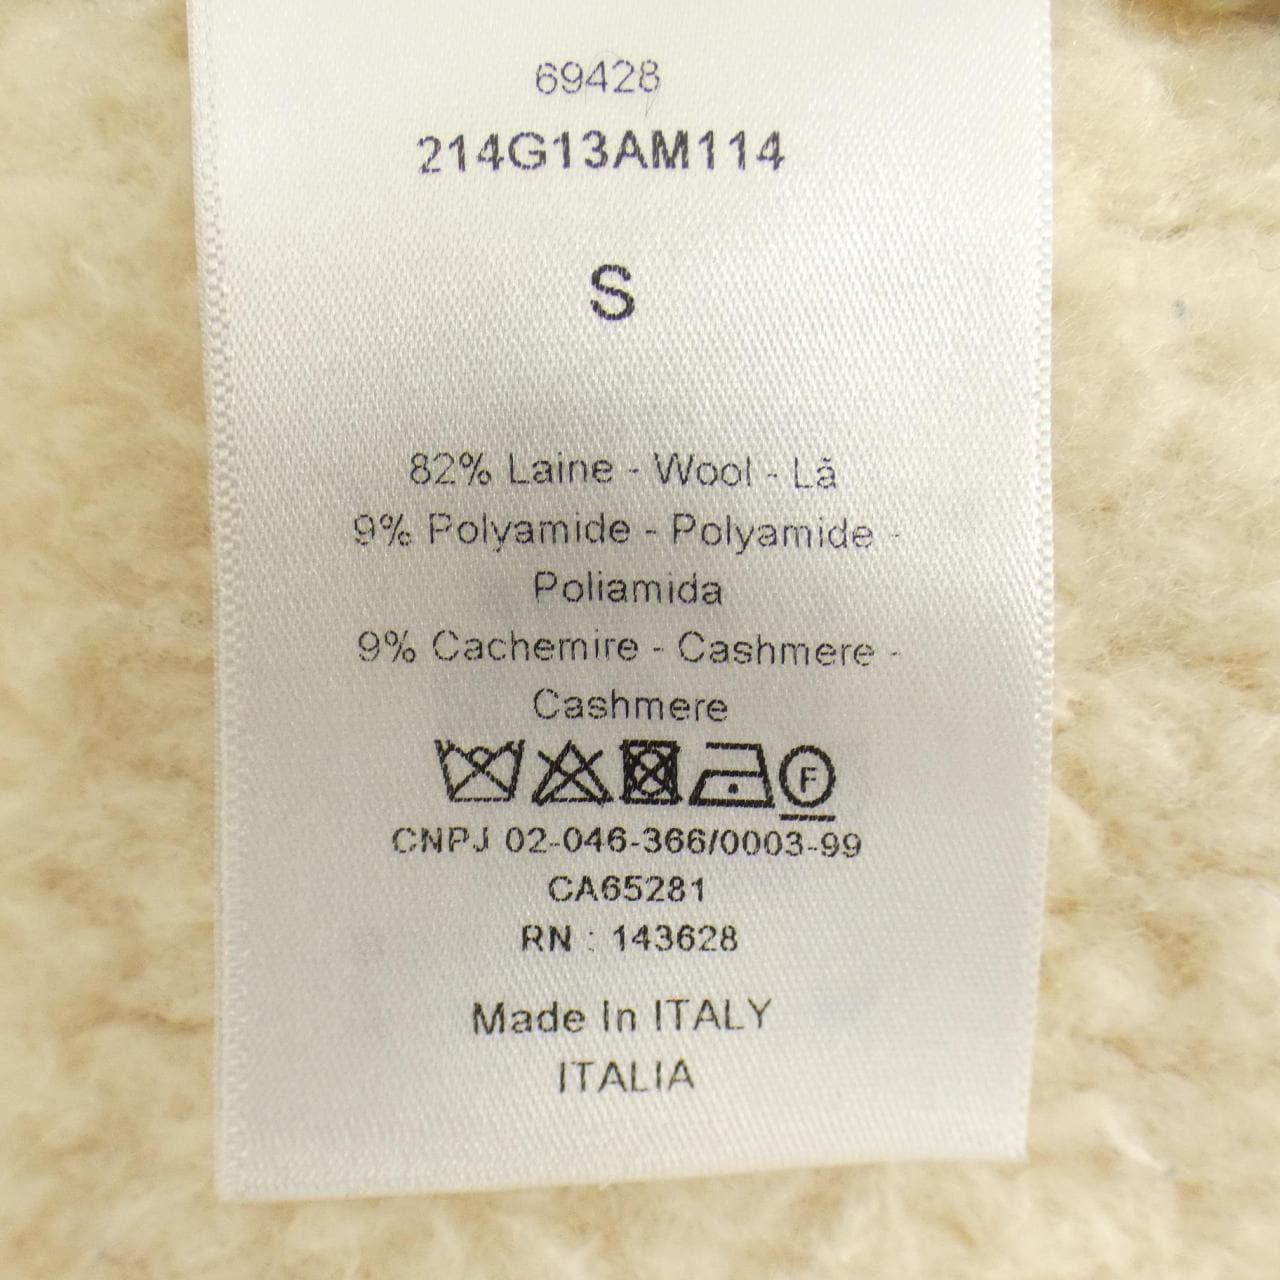 69428
214G13AM114
S
82% Laine - Wool - Lã
9% Polyamide - Polyamide -
Poliamida
9% Cachemire - Cashmere -
Cashmere
F
CNPJ 02-046-366/0003-99
CA65281
RN : 143628
Made In ITALY
ITALIA